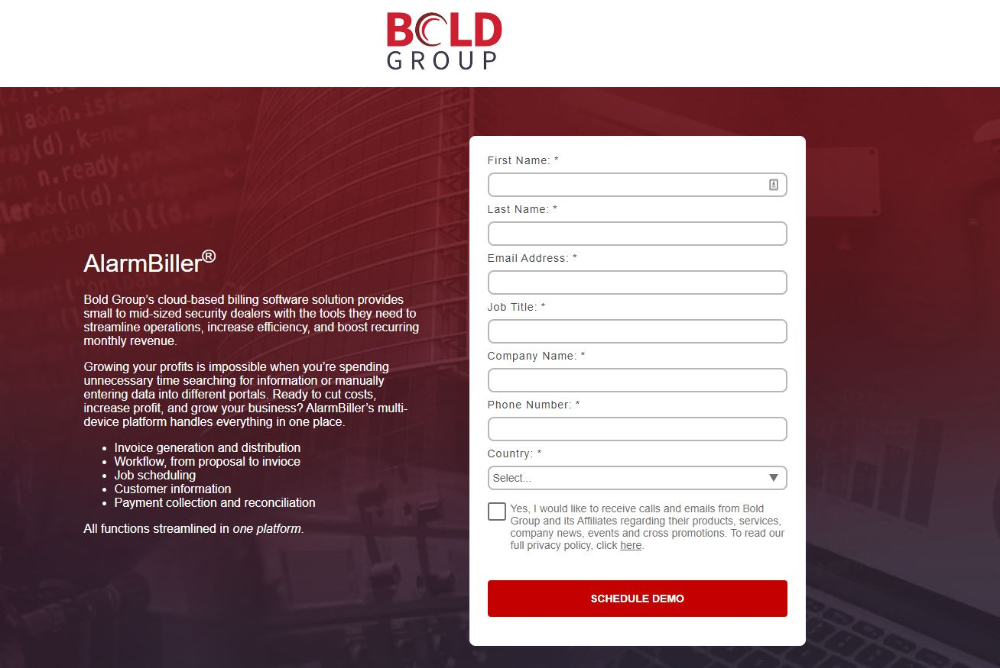 BOLD
GROUP
AlarmBiller®
Bold Group’s cloud-based billing software solution provides
small to mid-sized security dealers with the tools they need to
streamline operations, increase efficiency, and boost recurring
monthly revenue.
Growing your profits is impossible when you’re spending
unnecessary time searching for information or manually
entering data into different portals. Ready to cut costs,
increase profit, and grow your business? AlarmBiller’s multi-
device platform handles everything in one place.
• Invoice generation and distribution
• Workflow, from proposal to invioce
• Job scheduling
• Customer information
• Payment collection and reconciliation
All functions streamlined in one platform.
First Name: *
Last Name: *
Email Address: *
Job Title: *
Company Name: *
Phone Number: *
Country: *
Select...
Yes, I would like to receive calls and emails from Bold
Group and its Affiliates regarding their products, services,
company news, events and cross promotions. To read our
full privacy policy, click here.
SCHEDULE DEMO